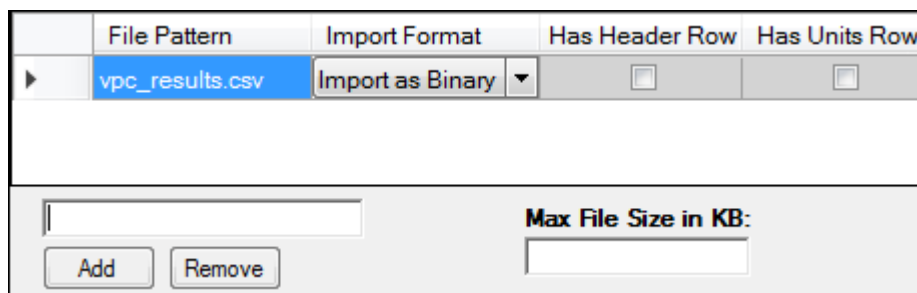 File Pattern Import Format Has Header Row Has Units Row
vpc_results.csv Import as Binary
Max File Size in KB:
Add Remove